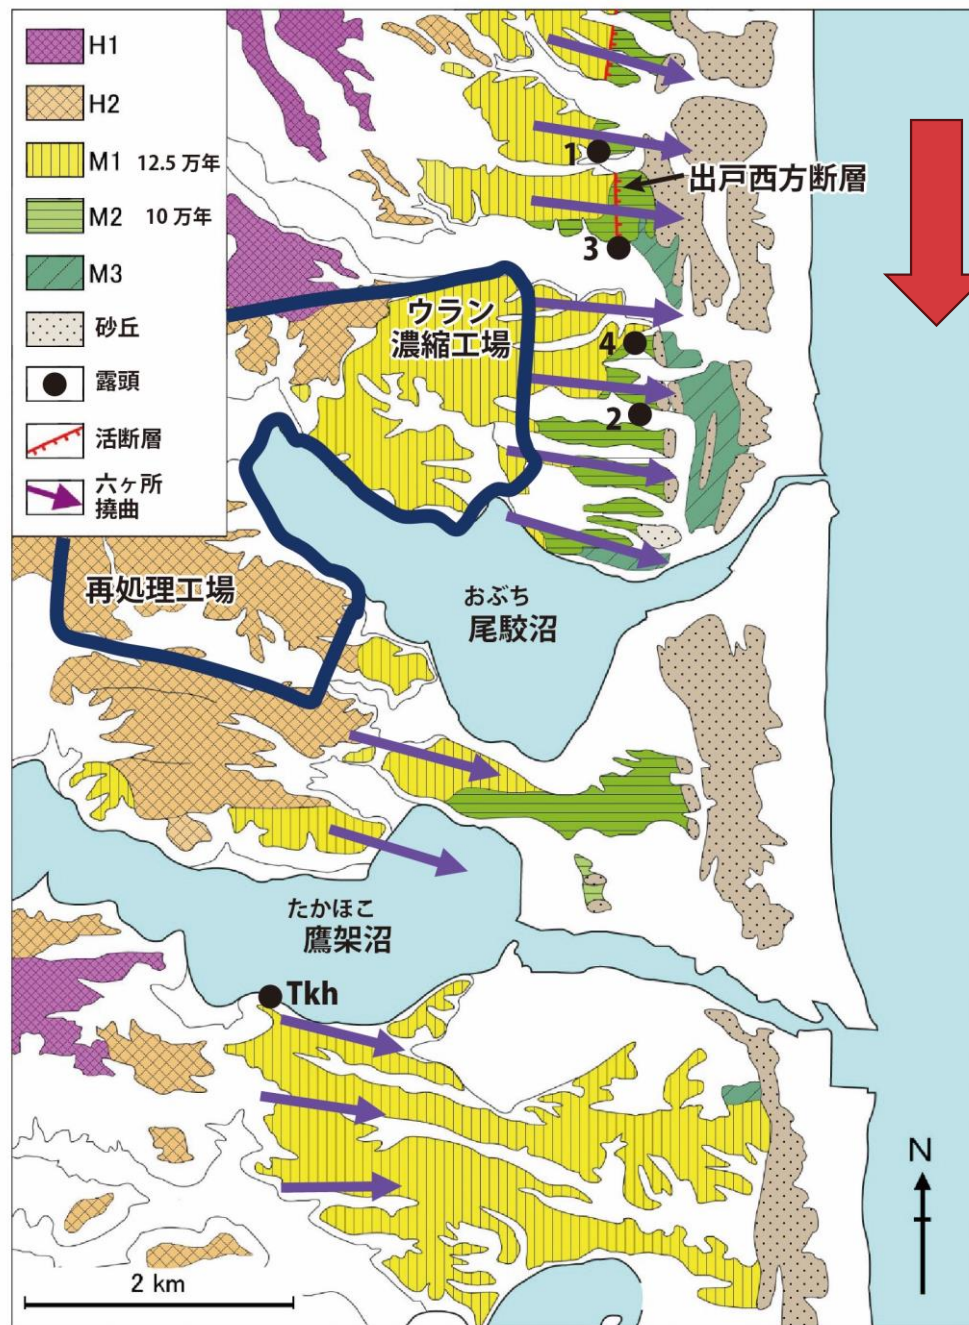 H1
H2
M1 12.5 万年
M2 10 万年
M3
砂丘
露頭
活断層
六ヶ所
撓曲
1
出戸西方断層
3
ウラン
濃縮工場
4
2
再処理工場
おぶち
尾駮沼
たかほこ
鷹架沼
Tkh
N
2 km